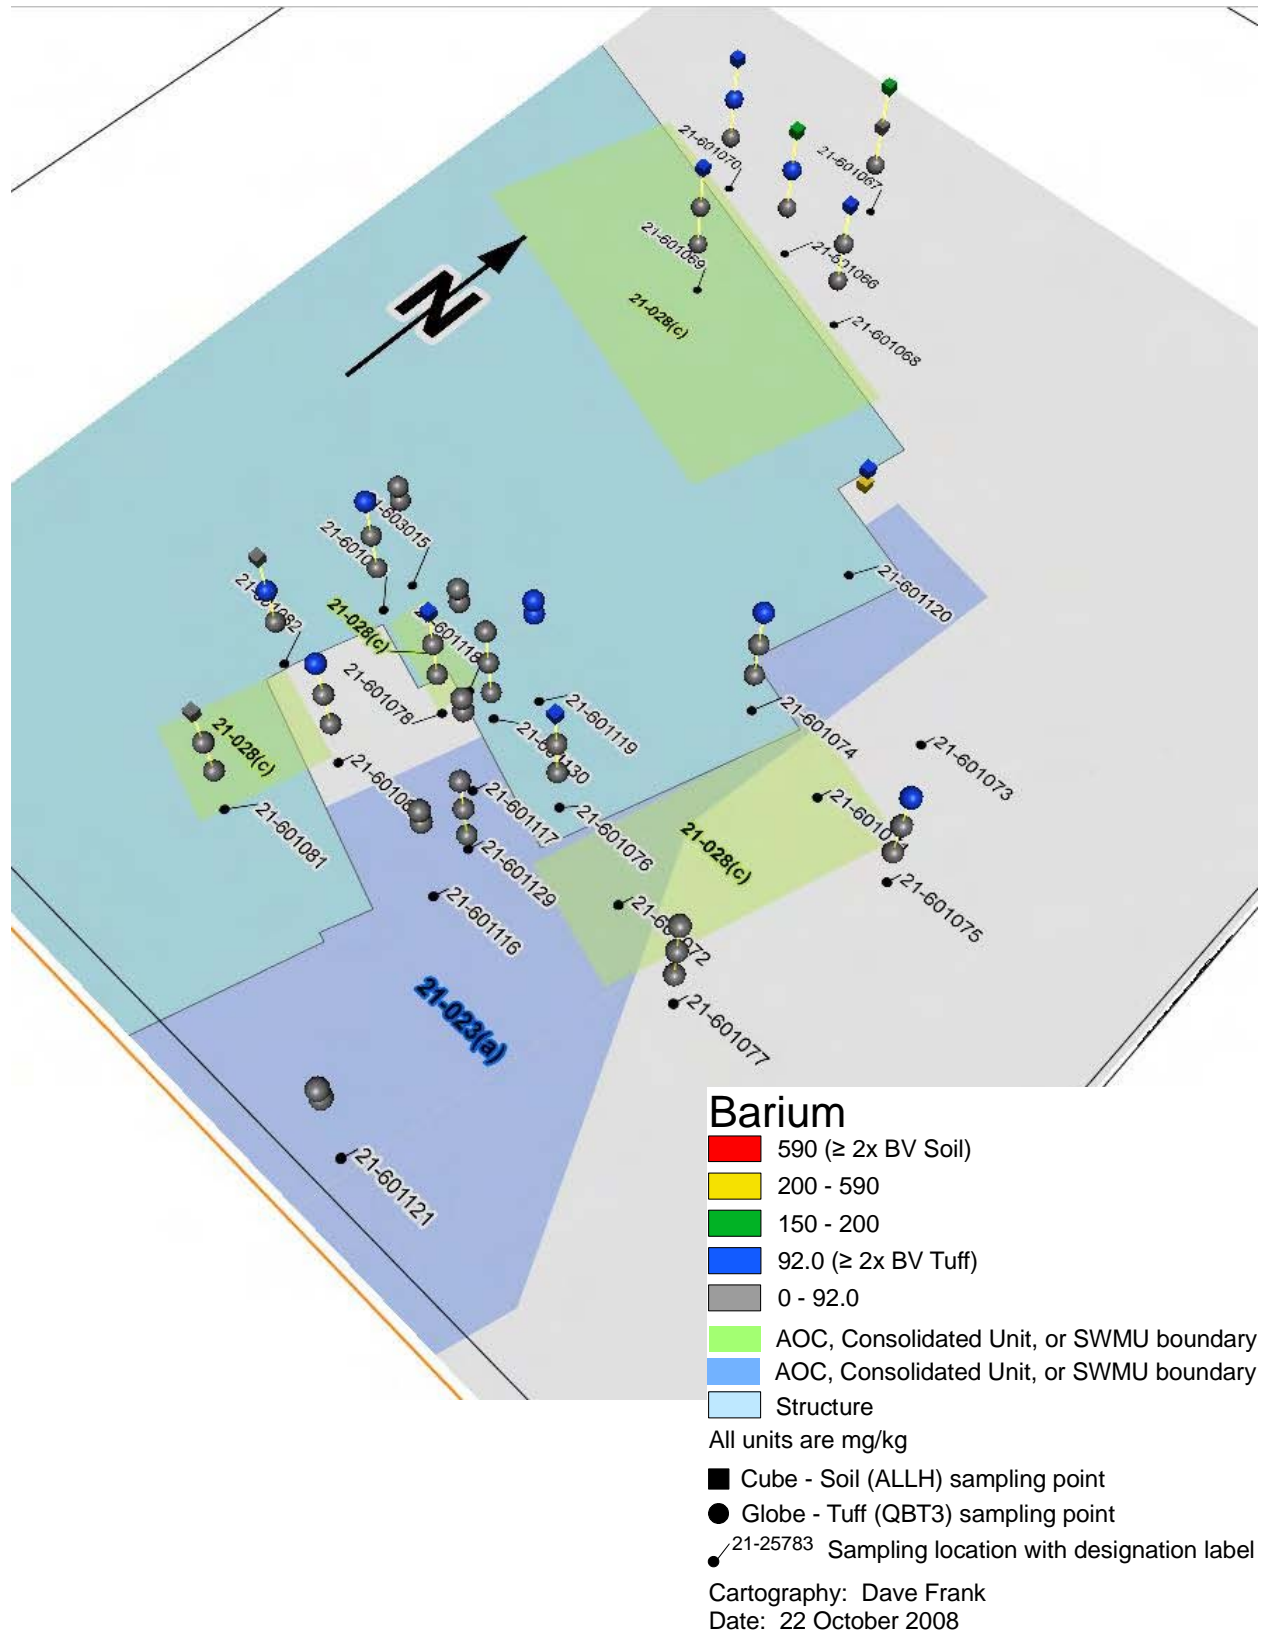 21-601070
21-601067
21-601069
21-601066
21-028(c)
21-601068
N
21-603015
21-6010
21-601120
21-028(c)
21-601118
21-601078
21-028(c)
21-601119
21-601074
21-601073
21-601081
21-601117
21-601076
21-028(c)
21-601129
21-601075
21-601116
21-601077
21-023(a)
21-601121
Barium
590 (≥ 2x BV Soil)
200 - 590
150 - 200
92.0 (≥ 2x BV Tuff)
0 - 92.0
AOC, Consolidated Unit, or SWMU boundary
AOC, Consolidated Unit, or SWMU boundary
Structure
All units are mg/kg
Cube - Soil (ALLH) sampling point
Globe - Tuff (QBT3) sampling point
21-25783 Sampling location with designation label
Cartography: Dave Frank
Date: 22 October 2008